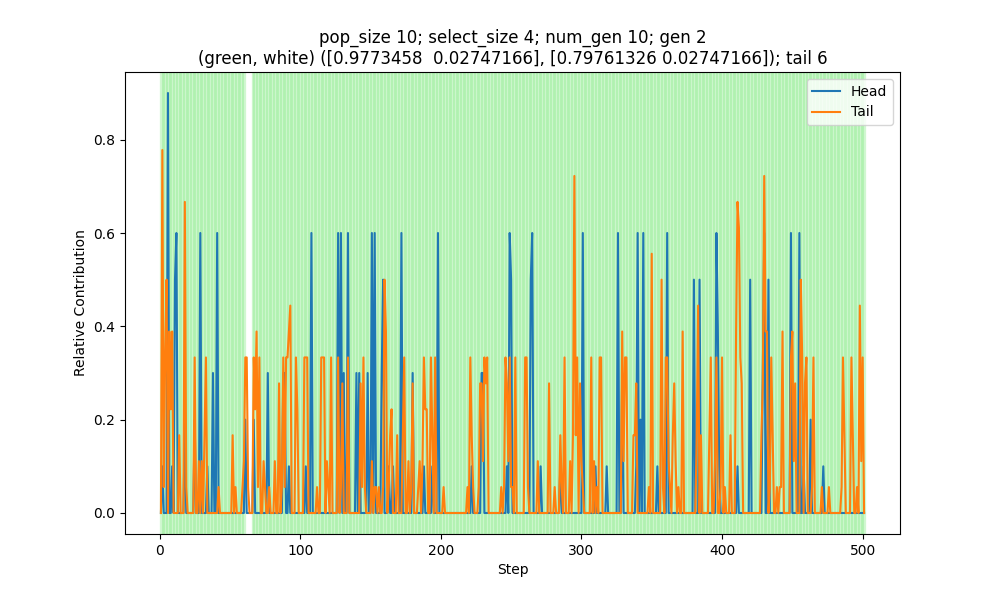 pop_size 10; select_size 4; num_gen 10; gen 2
(green, white) ([0.9773458  0.02747166], [0.79761326 0.02747166]); tail 6
Head
Tail
0.8
0.6
0.4
0.2
0.0
Relative Contribution
0 100 200 300 400 500
Step